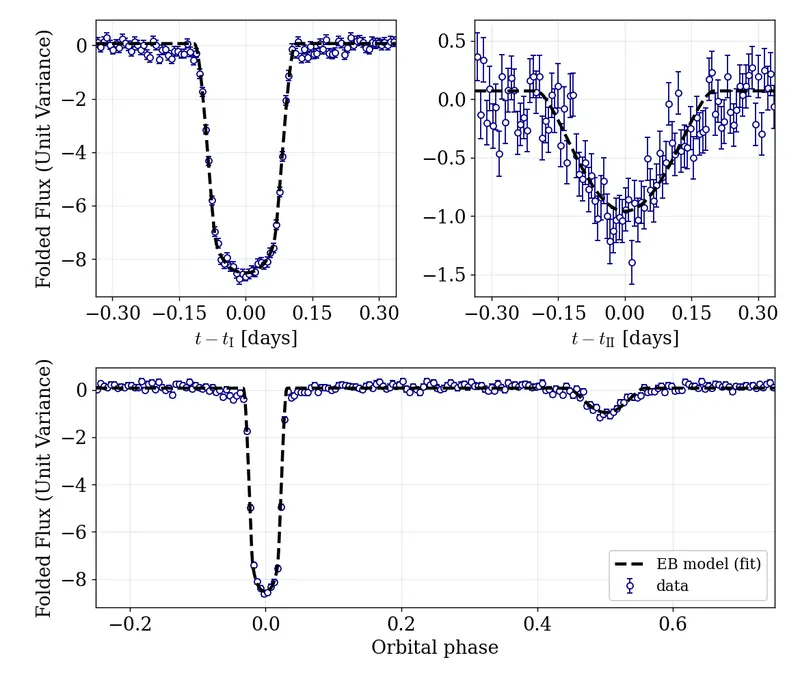 Folded Flux (Unit Variance)
0
−2
−4
−6
−8
−0.30 −0.15 0.00 0.15 0.30
t − tI [days]
0.5
0.0
−0.5
−1.0
−1.5
−0.30 −0.15 0.00 0.15 0.30
t − tII [days]
Folded Flux (Unit Variance)
0
−2
−4
−6
−8
EB model (fit)
data
−0.2 0.0 0.2 0.4 0.6
Orbital phase